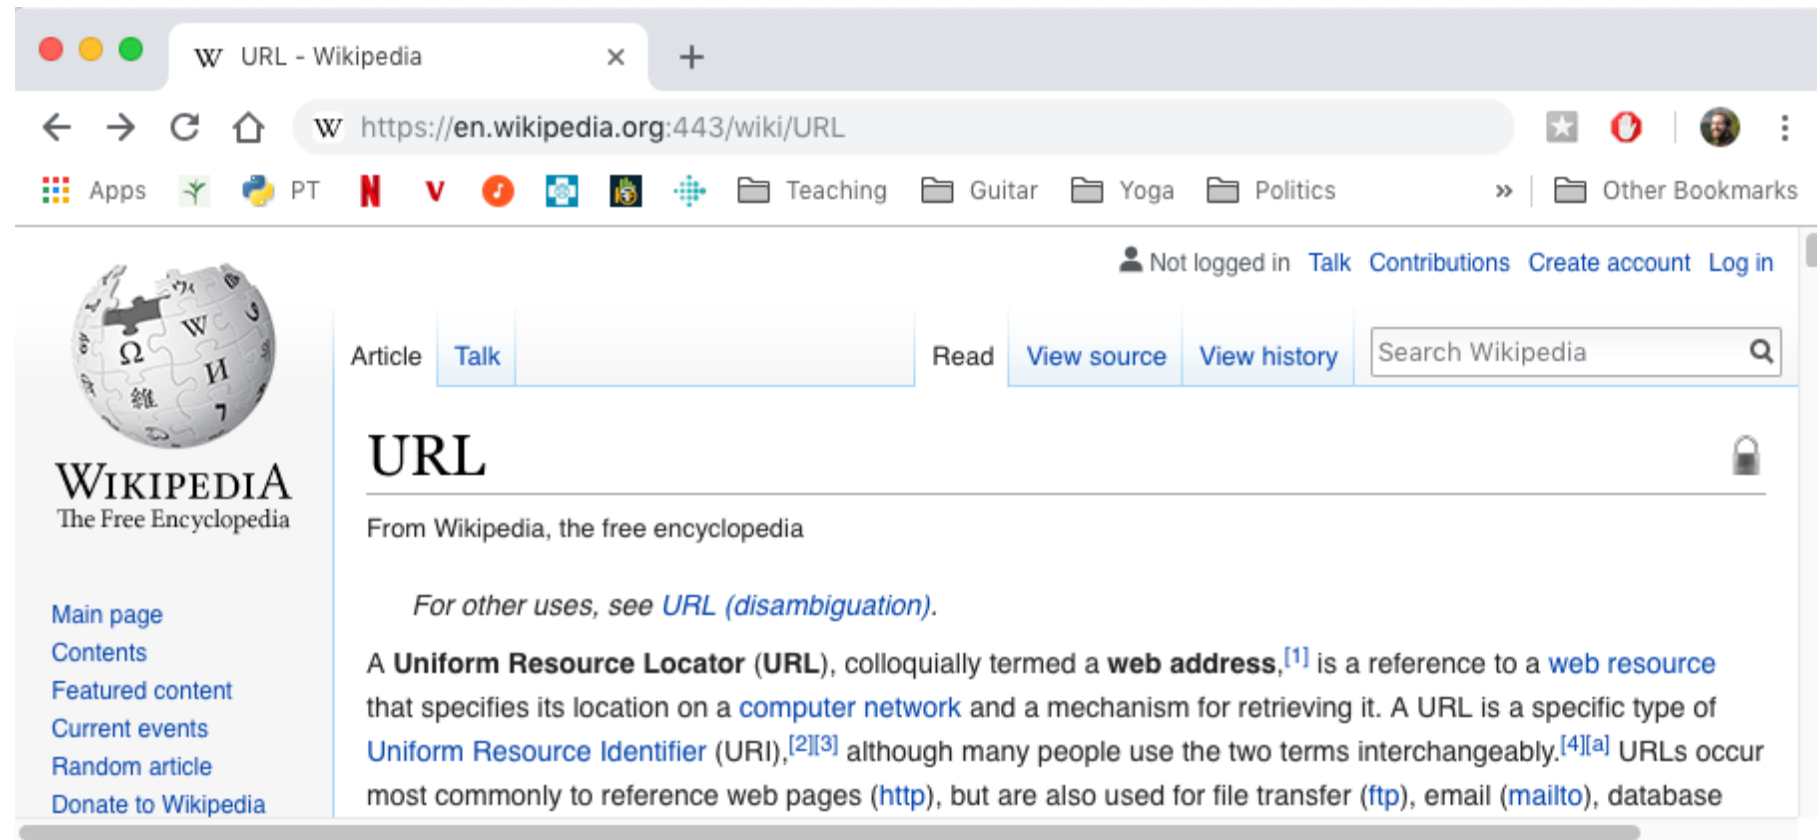 W URL - Wikipedia × +
W https://en.wikipedia.org:443/wiki/URL
Apps PT N V Teaching Guitar Yoga Politics » Other Bookmarks
Not logged in Talk Contributions Create account Log in
Article Talk Read View source View history Search Wikipedia
Ω W И 維 7
WIKIPEDIA
The Free Encyclopedia
URL
From Wikipedia, the free encyclopedia
For other uses, see URL (disambiguation).
Main page
Contents
Featured content
Current events
Random article
Donate to Wikipedia
A Uniform Resource Locator (URL), colloquially termed a web address,[1] is a reference to a web resource
that specifies its location on a computer network and a mechanism for retrieving it. A URL is a specific type of
Uniform Resource Identifier (URI),[2][3] although many people use the two terms interchangeably.[4][a] URLs occur
most commonly to reference web pages (http), but are also used for file transfer (ftp), email (mailto), database